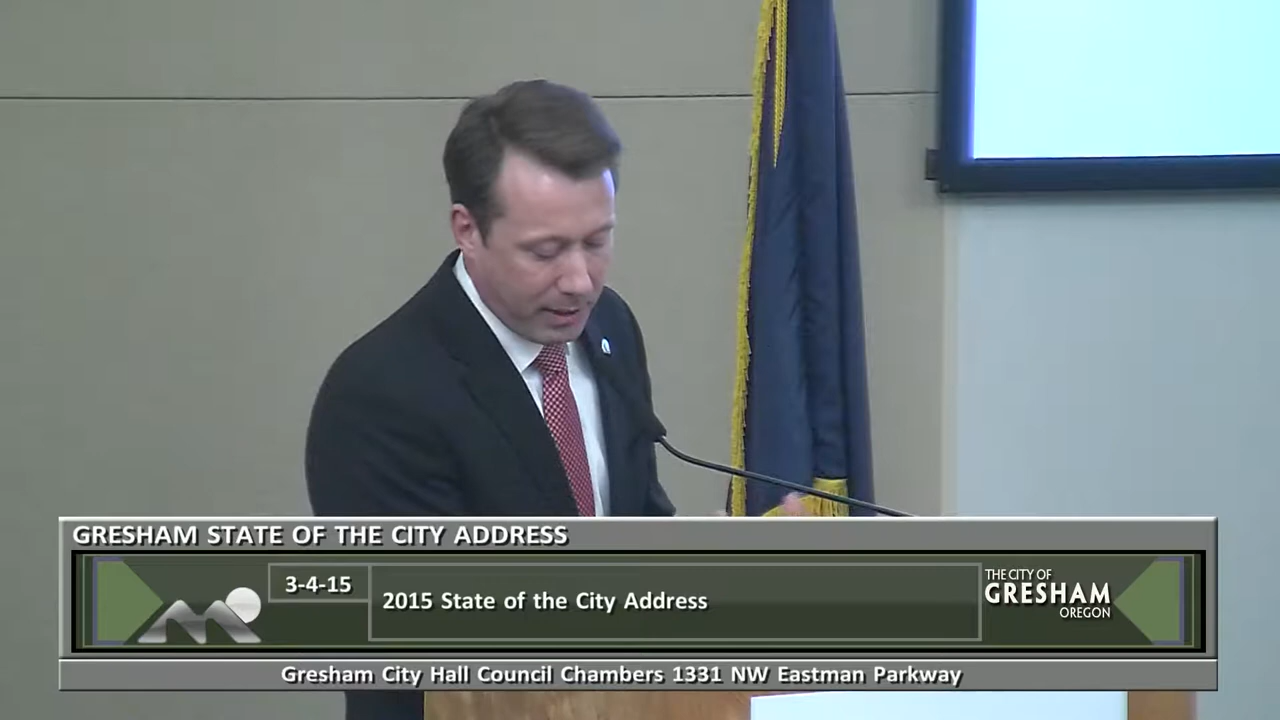 GRESHAM STATE OF THE CITY ADDRESS
3-4-15
2015 State of the City Address
THE CITY OF
GRESHAM
OREGON
Gresham City Hall Council Chambers 1331 NW Eastman Parkway